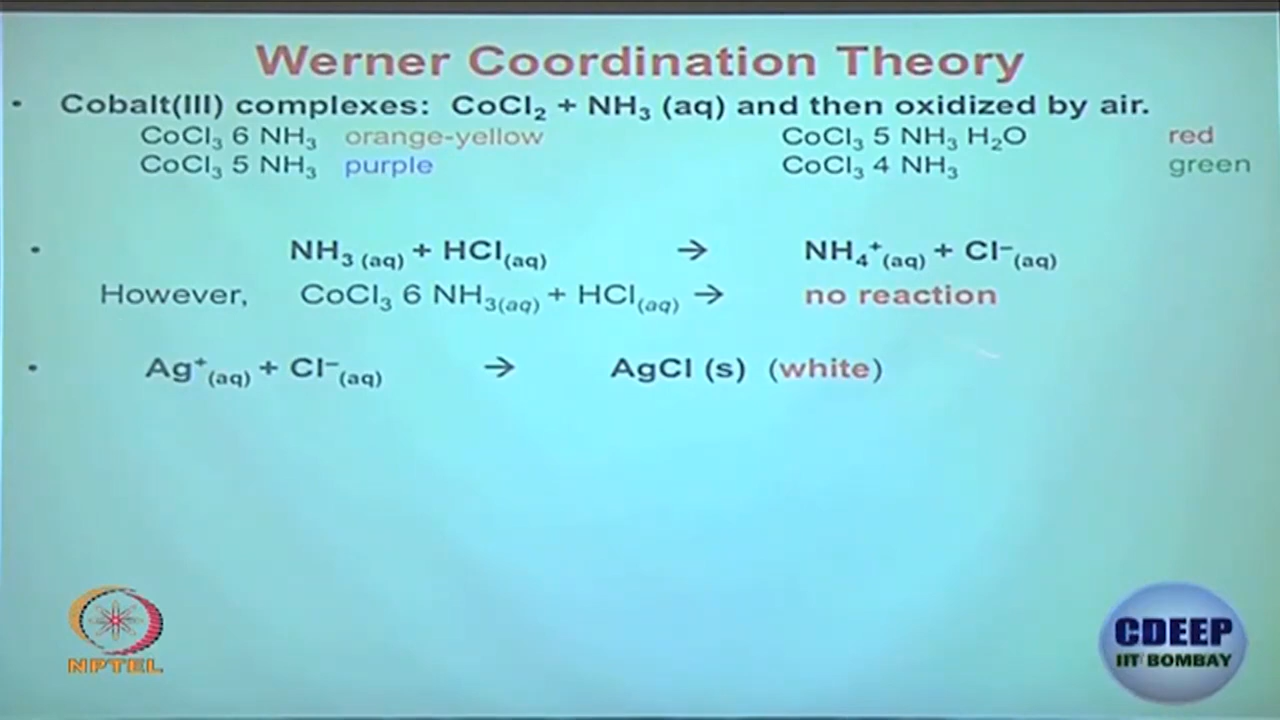 Werner Coordination Theory
• Cobalt(III) complexes: CoCl₂ + NH₃ (aq) and then oxidized by air.
CoCl₃ 6 NH₃ orange-yellow CoCl₃ 5 NH₃ H₂O red
CoCl₃ 5 NH₃ purple CoCl₃ 4 NH₃ green
• NH₃ (aq) + HCl(aq) → NH₄⁺(aq) + Cl⁻(aq)
However, CoCl₃ 6 NH₃(aq) + HCl(aq) → no reaction
• Ag⁺(aq) + Cl⁻(aq) → AgCl (s) (white)
NPTEL
CDEEP
IIT BOMBAY